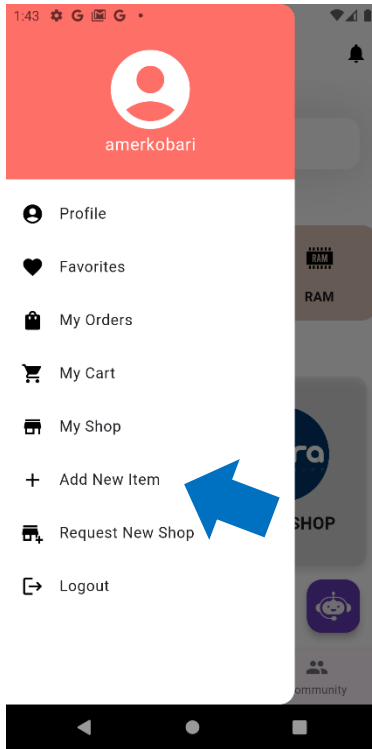 1:43
amerkobari
Profile
Favorites
My Orders
My Cart
My Shop
Add New Item
Request New Shop
Logout
RAM
RAM
ra
SHOP
ommunity